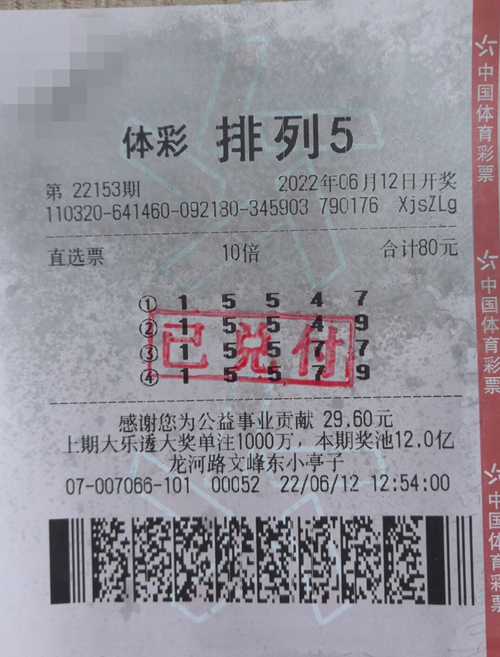 体彩 排列5
第 22153期 2022年06月12日开奖
110320-641460-092180-345903 790176 XjsZLg
直选票 10倍 合计80元
① 1 5 5 4 7
② 1 5 5 4 9
③ 1 5 5 7 7
④ 1 5 5 7 9
已兑付
感谢您为公益事业贡献 29.60元
上期大乐透大奖单注1000万，本期奖池12.0亿
龙河路文峰东小亭子
07-007066-101 00052 22/06/12 12:54:00
中国体育彩票
中国体育彩票
中国体育彩票